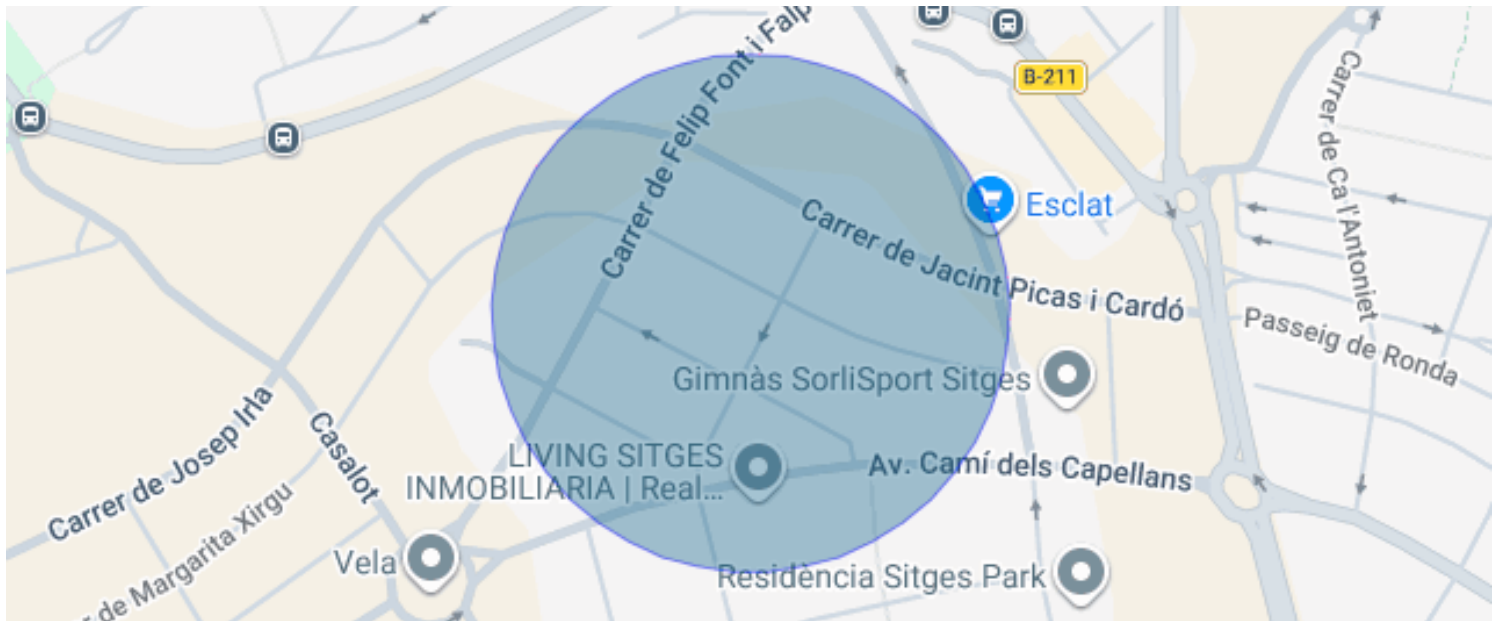 Carrer de Felip Font i Falp
B-211
Carrer de Ca l'Antoniet
Esclat
Carrer de Jacint Picas i Cardó
Passeig de Ronda
Gimnàs SorliSport Sitges
Carrer de Josep Irla
Casalot
LIVING SITGES
INMOBILIARIA | Real...
Av. Camí dels Capellans
de Margarita Xirgu
Vela
Residència Sitges Park